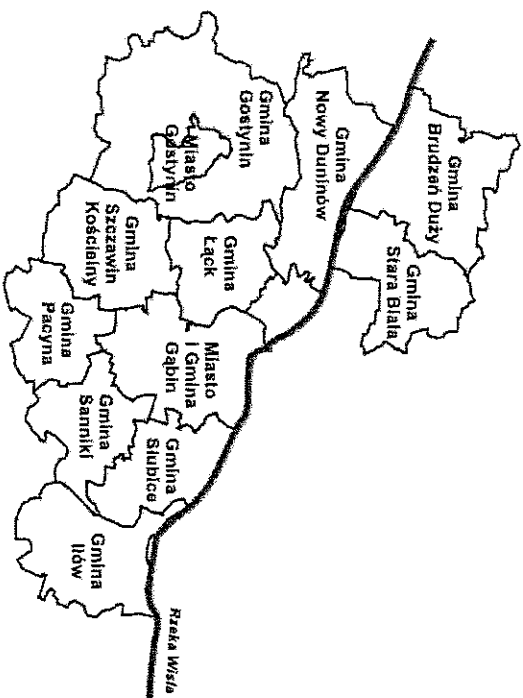 Gmina
Brudzeń Duży
Gmina
Stara Biała
Gmina
Nowy Duninów
Gmina
Gostynin
Miasto
Gostynin
Gmina
Łąck
Gmina
Szczawin
Kościelny
Miasto
i Gmina
Gąbin
Gmina
Pacyna
Gmina
Sanniki
Gmina
Słubice
Gmina
Iłów
Rzeka Wisła